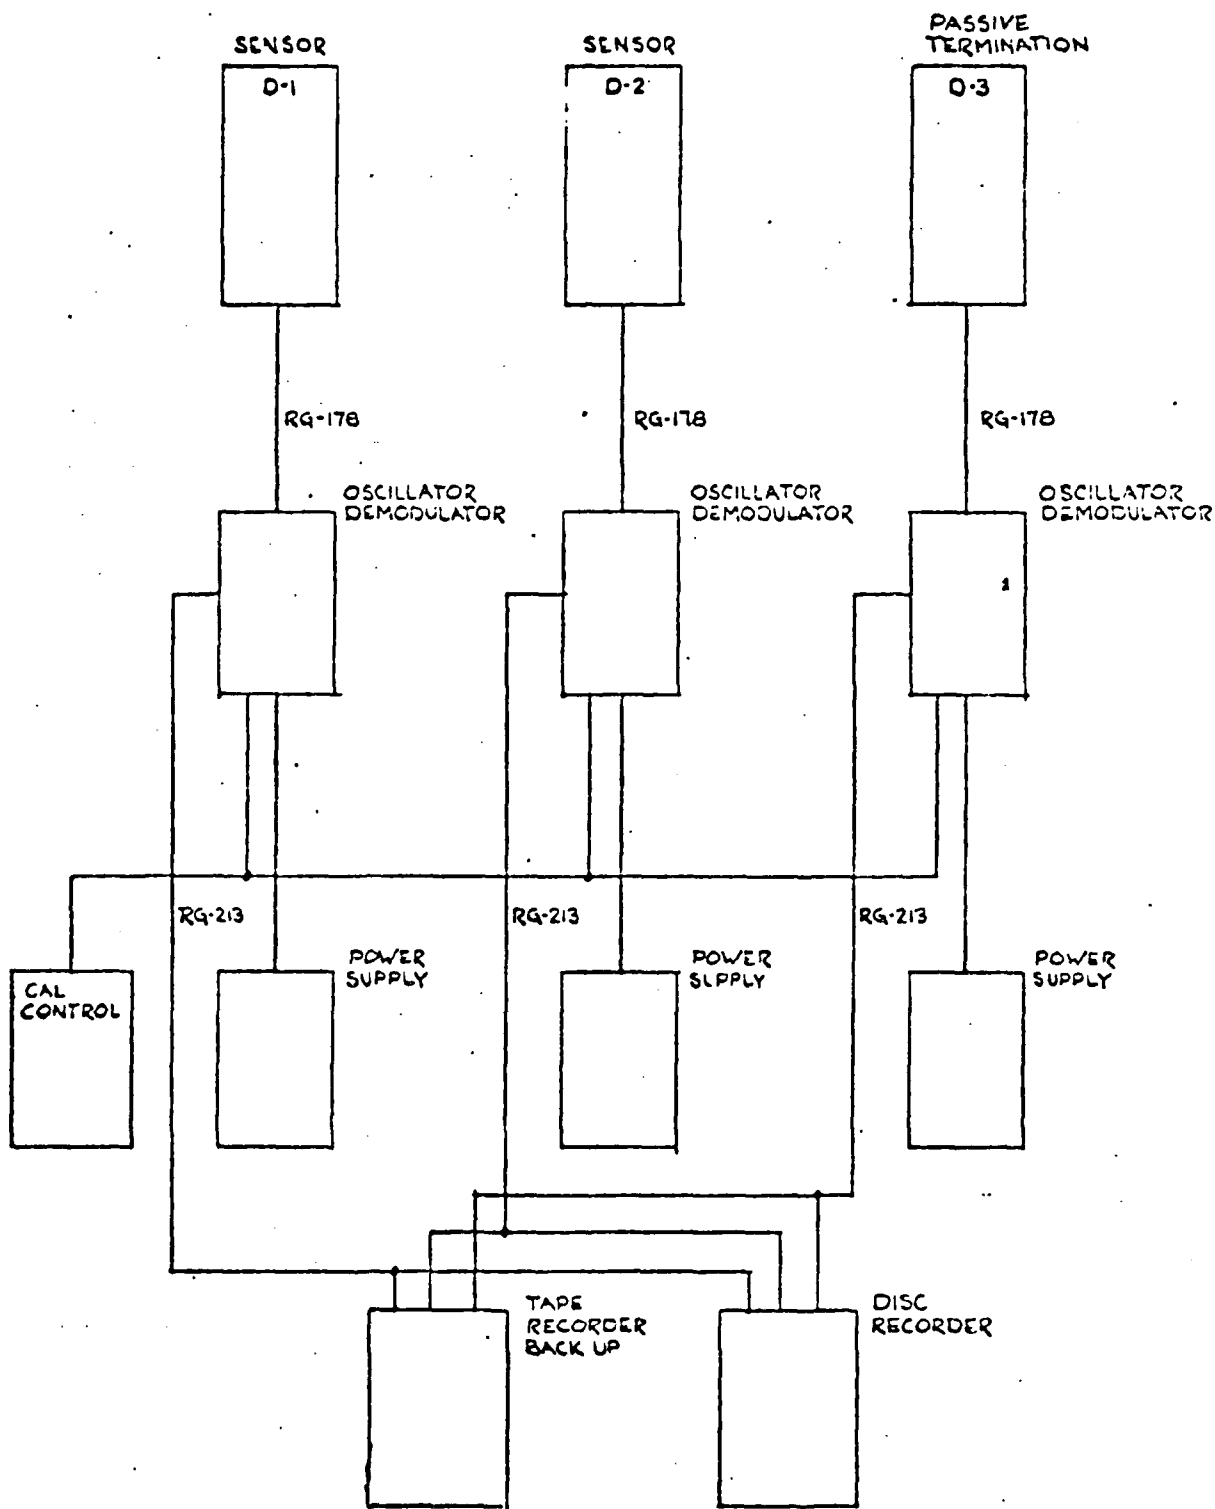 SENSOR
D-1
SENSOR
D-2
PASSIVE
TERMINATION
D-3
RG-178
RG-178
RG-178
OSCILLATOR
DEMODULATOR
OSCILLATOR
DEMODULATOR
OSCILLATOR
DEMODULATOR
RG-213
RG-213
RG-213
CAL
CONTROL
POWER
SUPPLY
POWER
SUPPLY
POWER
SUPPLY
TAPE
RECORDER
BACK UP
DISC
RECORDER